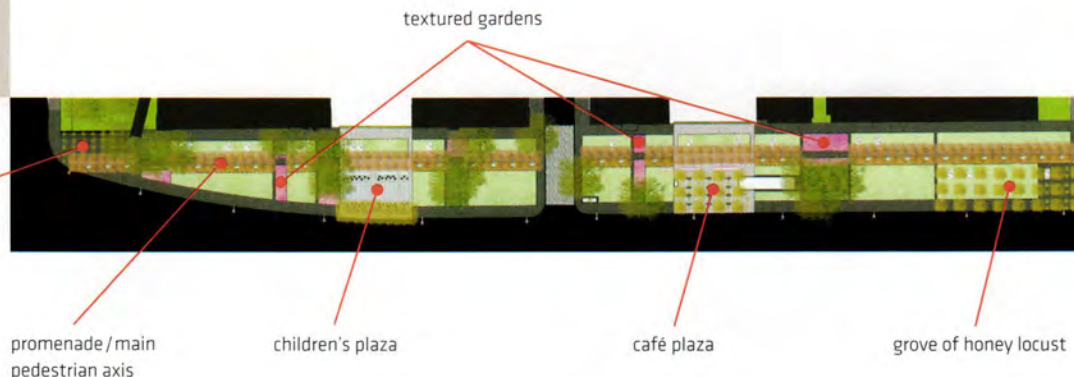 textured gardens
promenade / main
pedestrian axis
children's plaza
café plaza
grove of honey locust